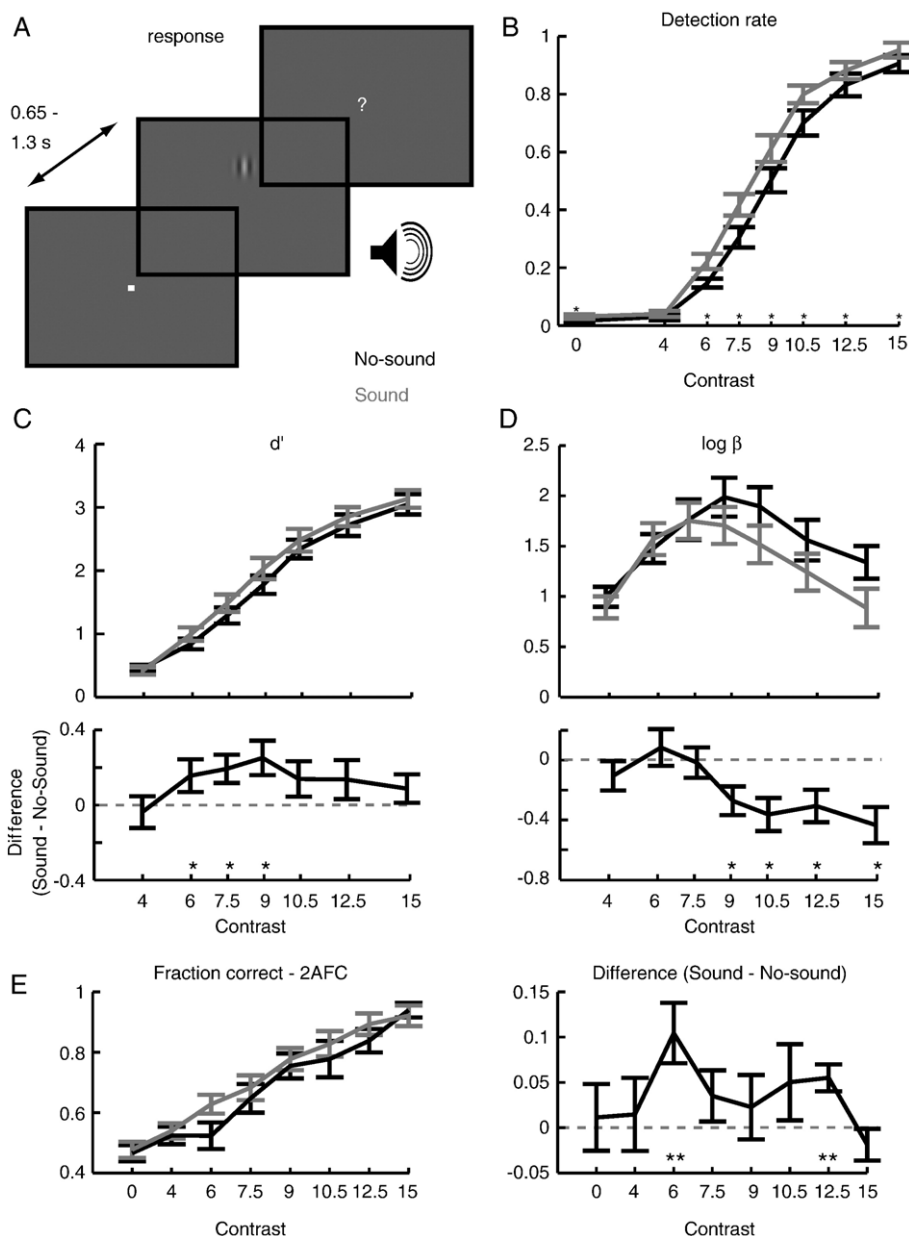 A
response
0.65 -
1.3 s
?
No-sound
Sound
B
Detection rate
1
0.8
0.6
0.4
0.2
0
* * * * * * *
0 4 6 7.5 9 10.5 12.5 15
Contrast
C
d'
4
3
2
1
0
Difference
(Sound - No-Sound)
0.4
0
-0.4
* * *
4 6 7.5 9 10.5 12.5 15
Contrast
D
log β
2.5
2
1.5
1
0.5
0
0
-0.4
-0.8
* * * *
4 6 7.5 9 10.5 12.5 15
Contrast
E
Fraction correct - 2AFC
1
0.8
0.6
0.4
0 4 6 7.5 9 10.5 12.5 15
Contrast
Difference (Sound - No-sound)
0.15
0.1
0.05
0
-0.05
** **
0 4 6 7.5 9 10.5 12.5 15
Contrast